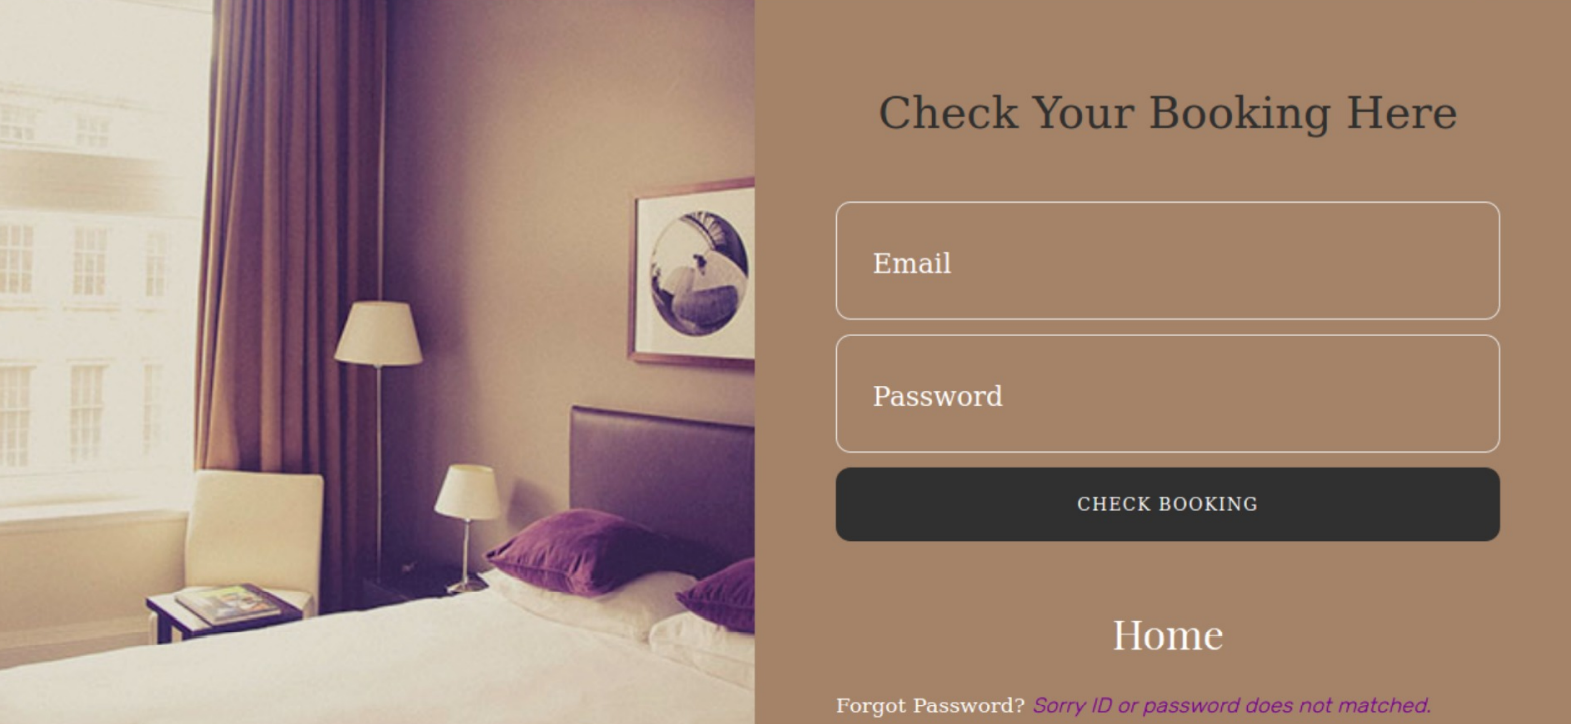 Check Your Booking Here
Email
Password
CHECK BOOKING
Home
Forgot Password? Sorry ID or password does not matched.